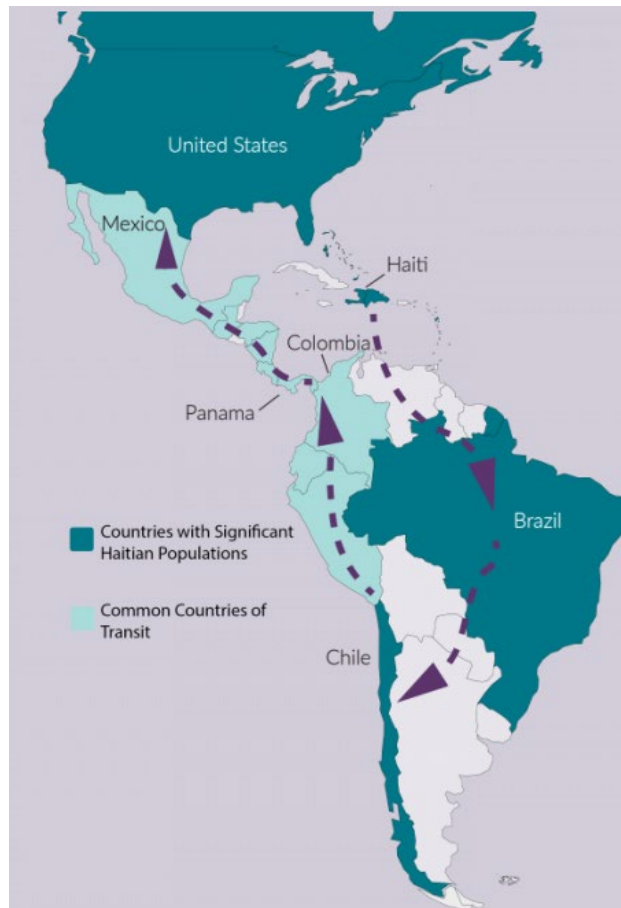 United States
Mexico
Haiti
Colombia
Panama
Brazil
Countries with Significant
Haitian Populations
Common Countries of
Transit
Chile